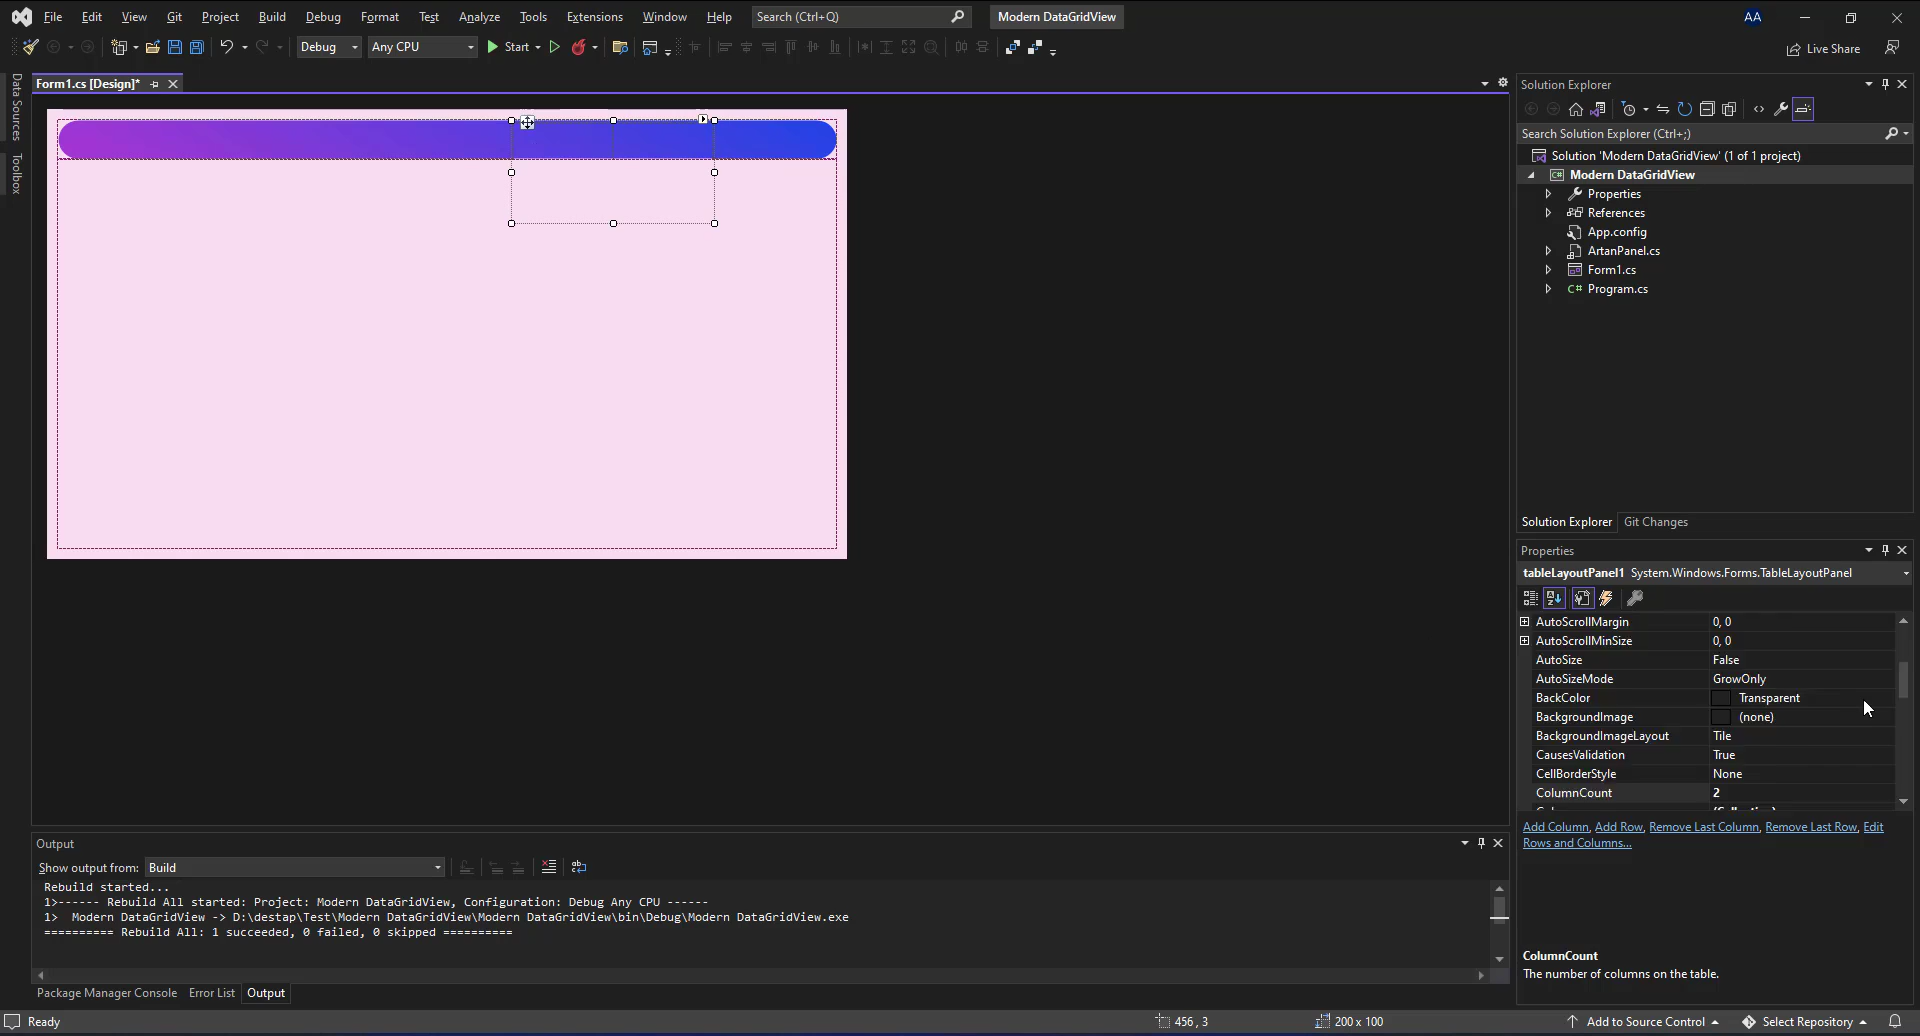 File Edit View Git Project Build Debug Format Test Analyze Tools Extensions Window Help Search (Ctrl+Q) Modern DataGridView AA
Debug Any CPU Start Live Share
Data Sources
Toolbox
Form1.cs [Design]*
Solution Explorer
Search Solution Explorer (Ctrl+;)
Solution 'Modern DataGridView' (1 of 1 project)
C# Modern DataGridView
Properties
References
App.config
ArtanPanel.cs
Form1.cs
C# Program.cs
Solution Explorer Git Changes
Properties
tableLayoutPanel1 System.Windows.Forms.TableLayoutPanel
AutoScrollMargin 0, 0
AutoScrollMinSize 0, 0
AutoSize False
AutoSizeMode GrowOnly
BackColor Transparent
BackgroundImage (none)
BackgroundImageLayout Tile
CausesValidation True
CellBorderStyle None
ColumnCount 2
Add Column, Add Row, Remove Last Column, Remove Last Row, Edit
Rows and Columns...
ColumnCount
The number of columns on the table.
Output
Show output from: Build
Rebuild started...
1>------ Rebuild All started: Project: Modern DataGridView, Configuration: Debug Any CPU ------
1>  Modern DataGridView -> D:\destap\Test\Modern DataGridView\Modern DataGridView\bin\Debug\Modern DataGridView.exe
========== Rebuild All: 1 succeeded, 0 failed, 0 skipped ==========
Package Manager Console Error List Output
Ready 456 , 3 200 x 100 Add to Source Control Select Repository